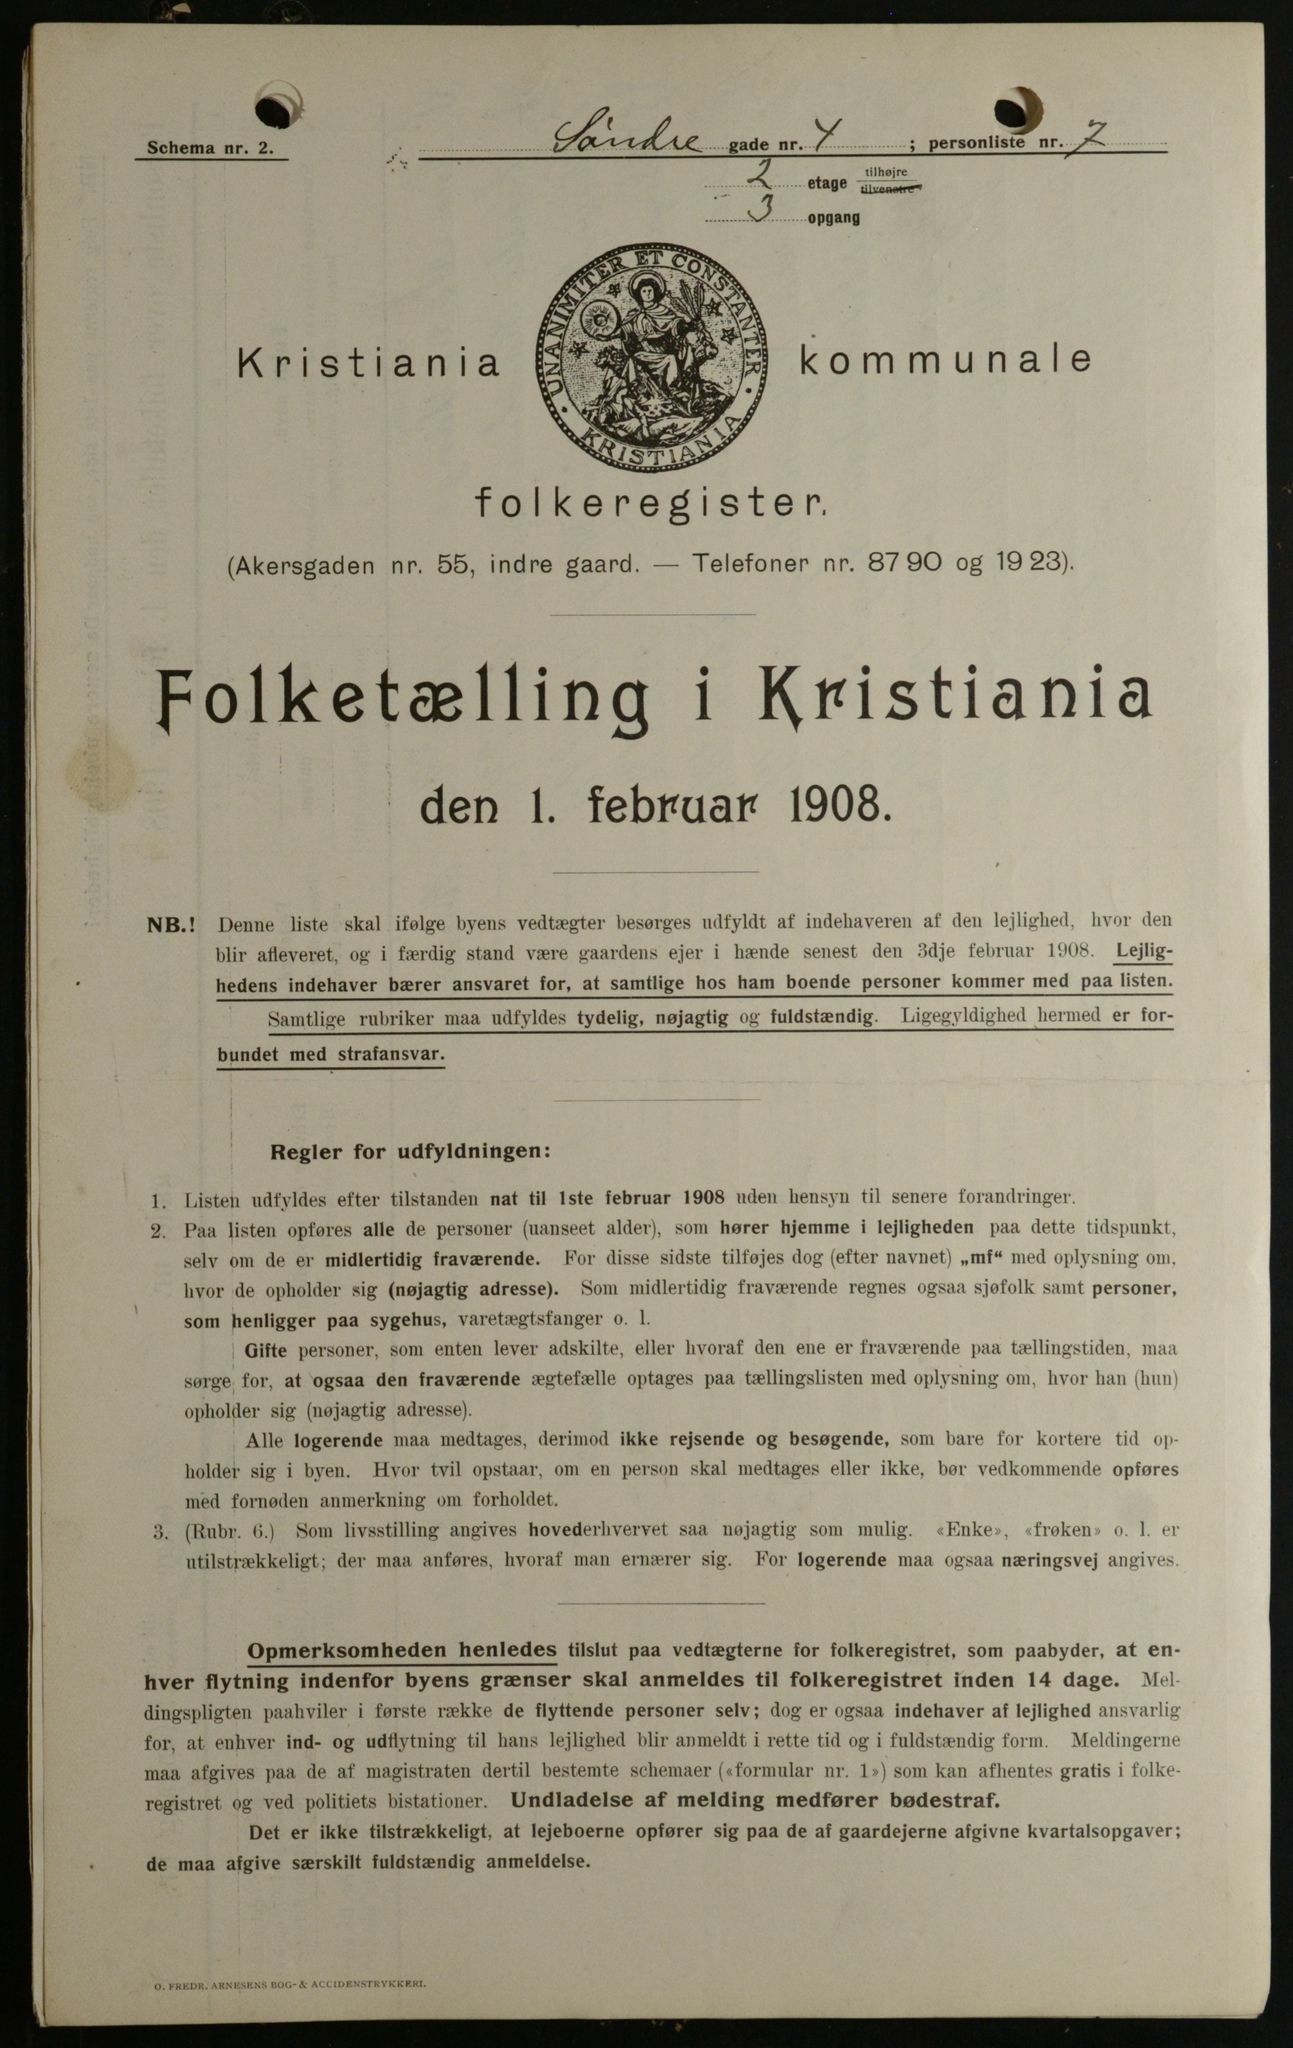 Schema nr. 2.
Søndre gade nr. 4 ; personliste nr. 7
2 etage tilhøjre tilvenstre
3 opgang
UNANIMITER ET CONSTANTER
KRISTIANIA
Kristiania kommunale
folkeregister.
(Akersgaden nr. 55, indre gaard. — Telefoner nr. 87 90 og 19 23).
Folketælling i Kristiania
den 1. februar 1908.
NB.! Denne liste skal ifølge byens vedtægter besørges udfyldt af indehaveren af den lejlighed, hvor den
blir afleveret, og i færdig stand være gaardens ejer i hænde senest den 3dje februar 1908. Lejlig-
hedens indehaver bærer ansvaret for, at samtlige hos ham boende personer kommer med paa listen.
Samtlige rubriker maa udfyldes tydelig, nøjagtig og fuldstændig. Ligegyldighed hermed er for-
bundet med strafansvar.
Regler for udfyldningen:
1. Listen udfyldes efter tilstanden nat til 1ste februar 1908 uden hensyn til senere forandringer.
2. Paa listen opføres alle de personer (uanseet alder), som hører hjemme i lejligheden paa dette tidspunkt,
selv om de er midlertidig fraværende. For disse sidste tilføjes dog (efter navnet) „mf“ med oplysning om,
hvor de opholder sig (nøjagtig adresse). Som midlertidig fraværende regnes ogsaa sjøfolk samt personer,
som henligger paa sygehus, varetægtsfanger o. l.
Gifte personer, som enten lever adskilte, eller hvoraf den ene er fraværende paa tællingstiden, maa
sørge for, at ogsaa den fraværende ægtefælle optages paa tællingslisten med oplysning om, hvor han (hun)
opholder sig (nøjagtig adresse).
Alle logerende maa medtages, derimod ikke rejsende og besøgende, som bare for kortere tid op-
holder sig i byen. Hvor tvil opstaar, om en person skal medtages eller ikke, bør vedkommende opføres
med fornøden anmerkning om forholdet.
3. (Rubr. 6.) Som livsstilling angives hovederhvervet saa nøjagtig som mulig. «Enke», «frøken» o. l. er
utilstrækkeligt; der maa anføres, hvoraf man ernærer sig. For logerende maa ogsaa næringsvej angives.
Opmerksomheden henledes tilslut paa vedtægterne for folkeregistret, som paabyder, at en-
hver flytning indenfor byens grænser skal anmeldes til folkeregistret inden 14 dage. Mel-
dingspligten paahviler i første række de flyttende personer selv; dog er ogsaa indehaver af lejlighed ansvarlig
for, at enhver ind- og udflytning til hans lejlighed blir anmeldt i rette tid og i fuldstændig form. Meldingerne
maa afgives paa de af magistraten dertil bestemte schemaer («formular nr. 1») som kan afhentes gratis i folke-
registret og ved politiets bistationer. Undladelse af melding medfører bødestraf.
Det er ikke tilstrækkeligt, at lejeboerne opfører sig paa de af gaardejerne afgivne kvartalsopgaver;
de maa afgive særskilt fuldstændig anmeldelse.
O. FREDR. ARNESENS BOG- & ACCIDENSTRYKKERI.